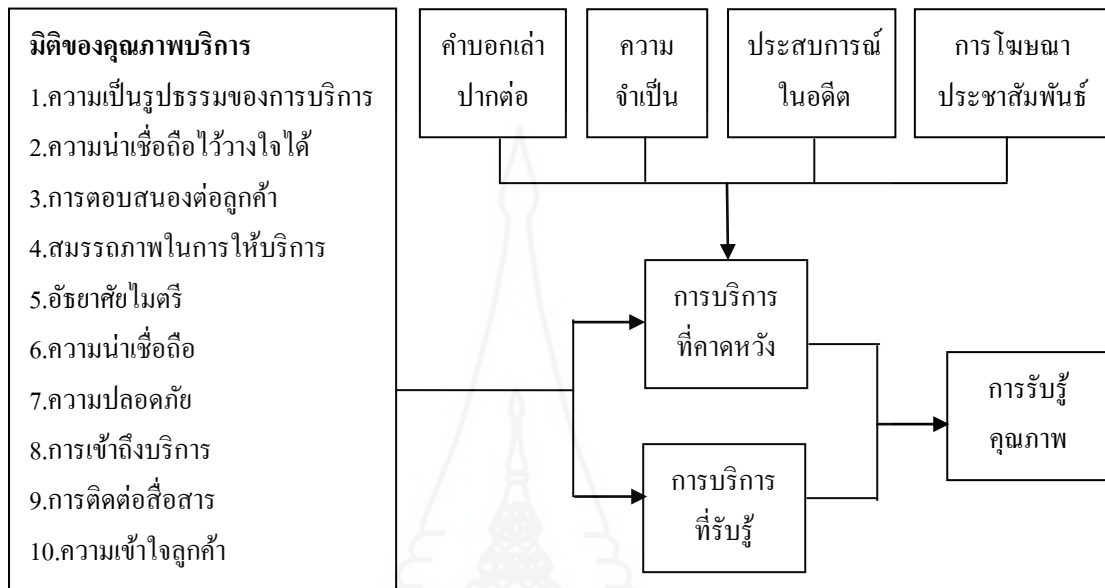 มิติของคุณภาพบริการ
1.ความเป็นรูปธรรมของการบริการ
2.ความน่าเชื่อถือไว้วางใจได้
3.การตอบสนองต่อลูกค้า
4.สมรรถภาพในการให้บริการ
5.อัธยาศัยไมตรี
6.ความน่าเชื่อถือ
7.ความปลอดภัย
8.การเข้าถึงบริการ
9.การติดต่อสื่อสาร
10.ความเข้าใจลูกค้า
คำบอกเล่า
ปากต่อ
ความ
จำเป็น
ประสบการณ์
ในอดีต
การโฆษณา
ประชาสัมพันธ์
การบริการ
ที่คาดหวัง
การบริการ
ที่รับรู้
การรับรู้
คุณภาพ